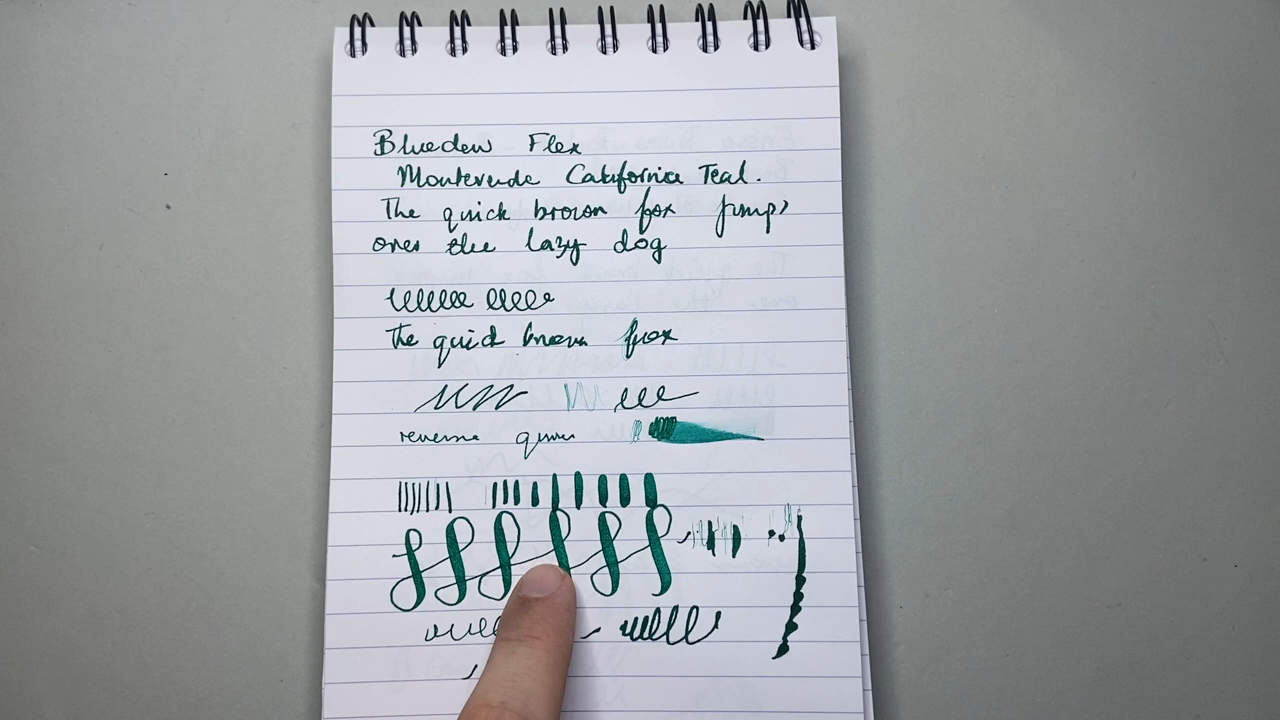 Bluedew Flex
Monteverde California Teal.
The quick brown fox jumps
over the lazy dog
The quick brown fox
reverse